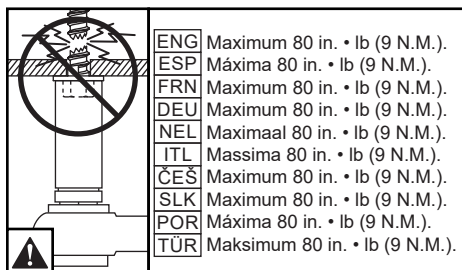 ENG Maximum 80 in. • lb (9 N.M.).
ESP Máxima 80 in. • lb (9 N.M.).
FRN Maximum 80 in. • lb (9 N.M.).
DEU Maximum 80 in. • lb (9 N.M.).
NEL Maximaal 80 in. • lb (9 N.M.).
ITL Massima 80 in. • lb (9 N.M.).
ČEŠ Maximum 80 in. • lb (9 N.M.).
SLK Maximum 80 in. • lb (9 N.M.).
POR Máxima 80 in. • lb (9 N.M.).
TÜR Maksimum 80 in. • lb (9 N.M.).